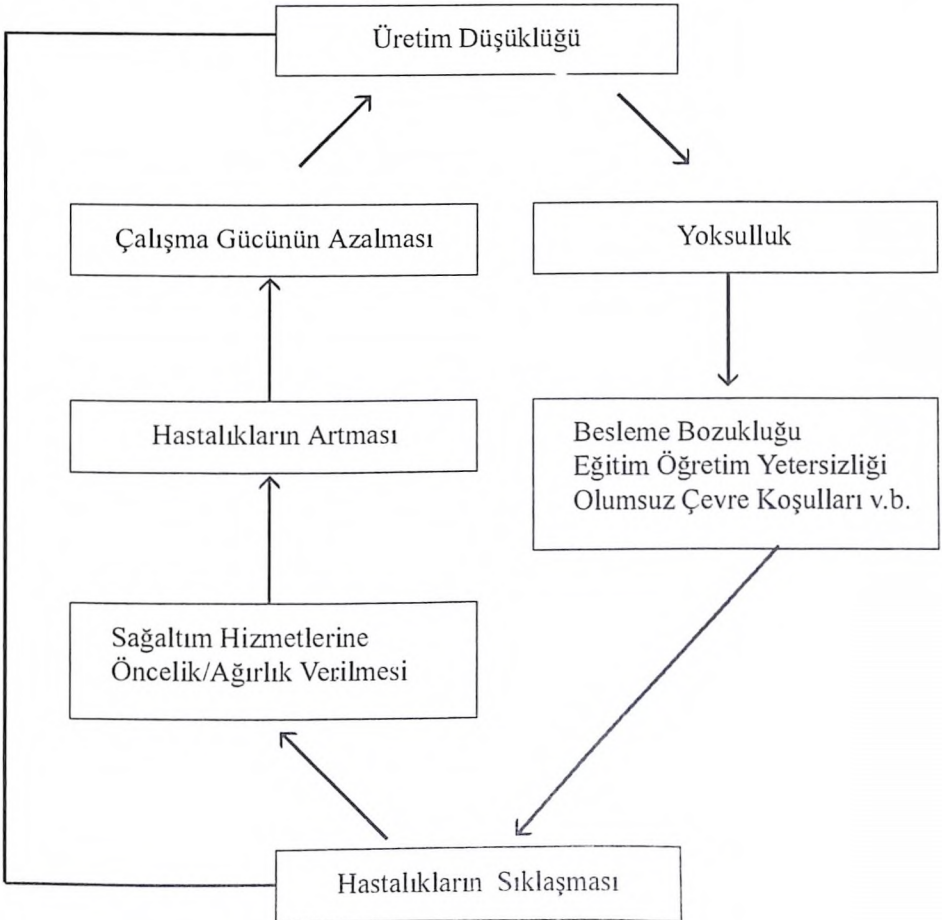 Üretim Düşüklüğü
Çalışma Gücünün Azalması
Yoksulluk
Hastalıkların Artması
Besleme Bozukluğu
Eğitim Öğretim Yetersizliği
Olumsuz Çevre Koşulları v.b.
Sağaltım Hizmetlerine
Öncelik/Ağırlık Verilmesi
Hastalıkların Sıklaşması